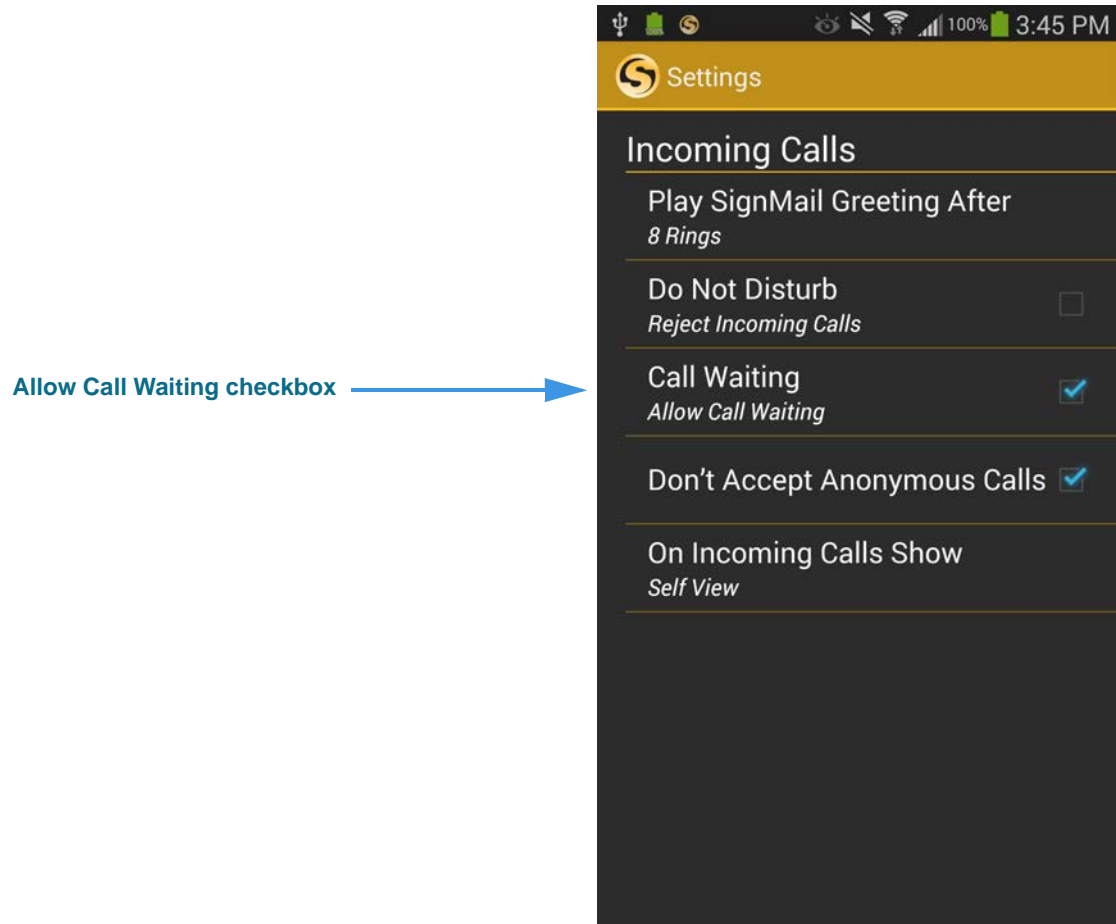 100%
100% 3:45 PM
Settings
Incoming Calls
Play SignMail Greeting After
8 Rings
Do Not Disturb
Reject Incoming Calls
Allow Call Waiting checkbox
Call Waiting
Allow Call Waiting
Don't Accept Anonymous Calls
On Incoming Calls Show
Self View